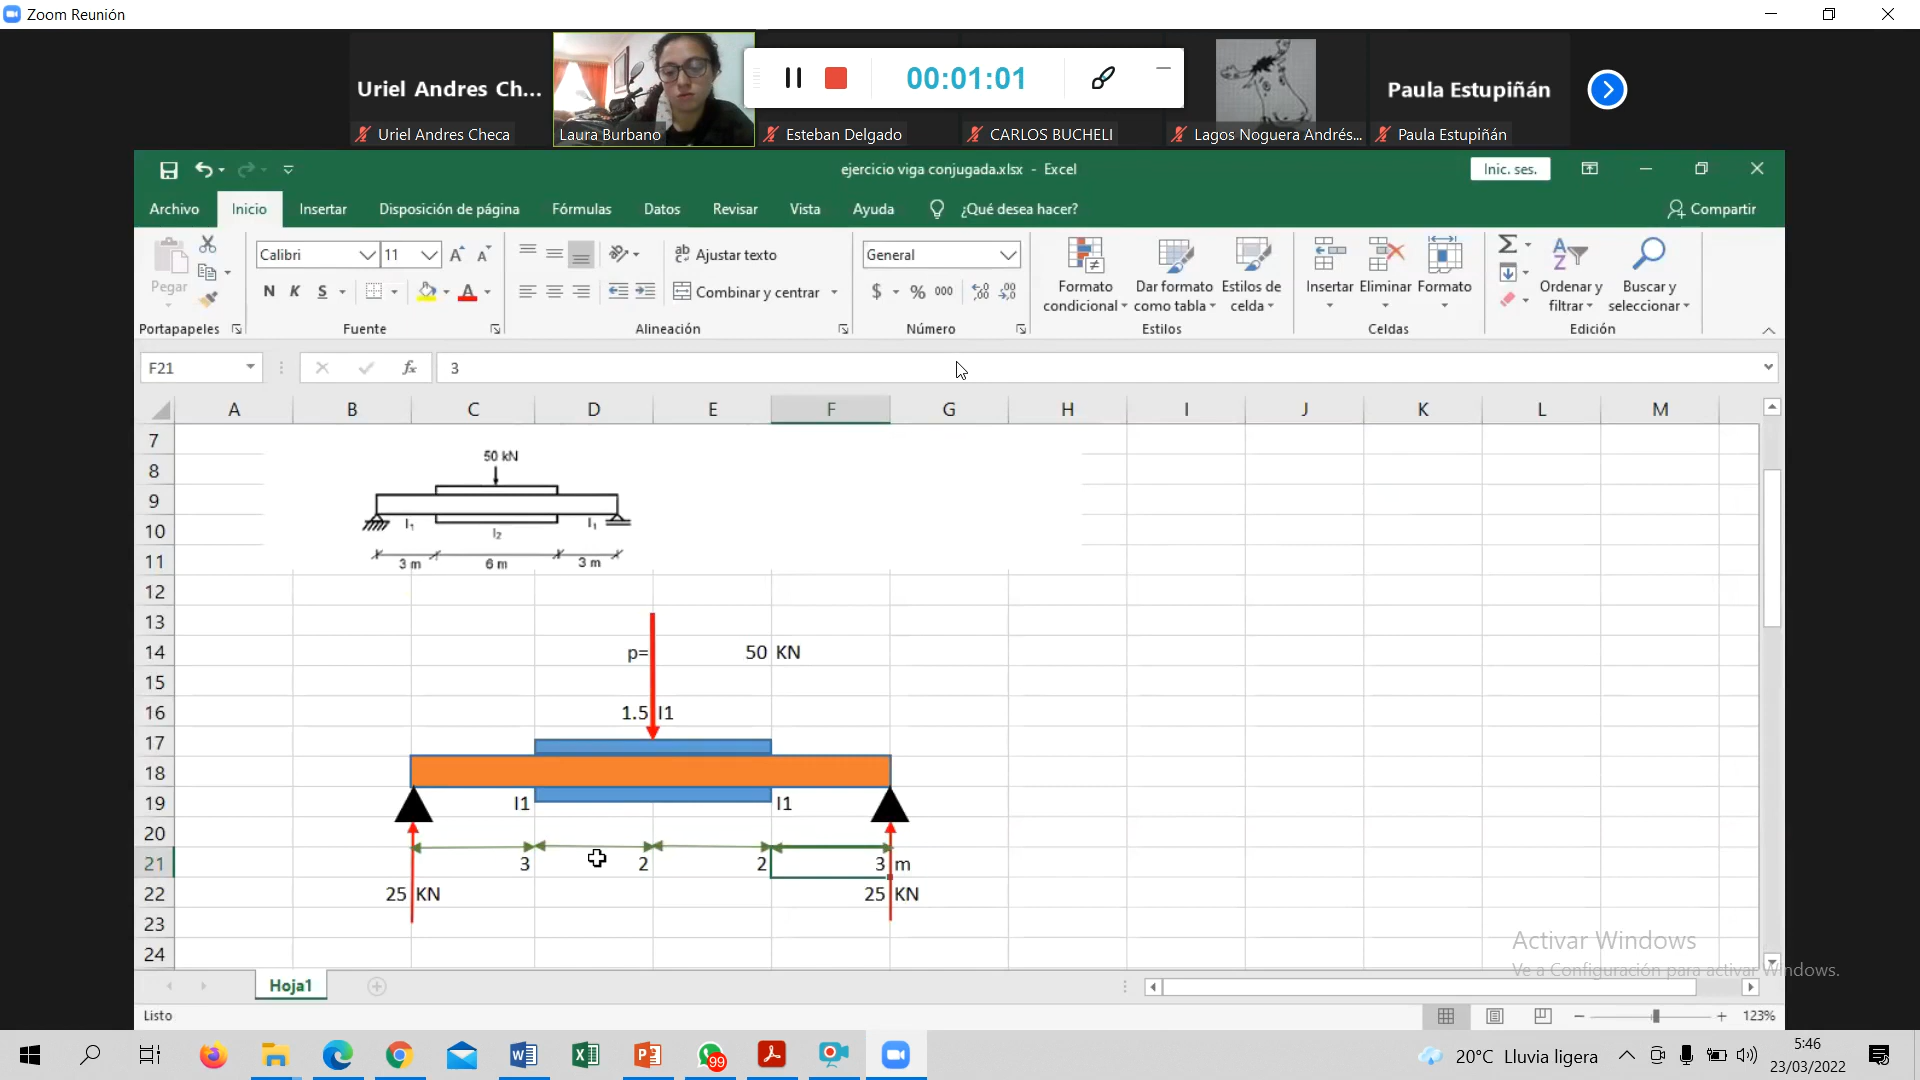 Zoom Reunión
Uriel Andres Ch...
Uriel Andres Checa
Laura Burbano
00:01:01
Esteban Delgado
CARLOS BUCHELI
Lagos Noguera Andrés...
Paula Estupiñán
Paula Estupiñán
ejercicio viga conjugada.xlsx - Excel
Inic. ses.
Archivo Inicio Insertar Disposición de página Fórmulas Datos Revisar Vista Ayuda ¿Qué desea hacer? Compartir
Pegar
Calibri 11
N K S
Ajustar texto
Combinar y centrar
General
$ % 000
Formato condicional
Dar formato como tabla
Estilos de celda
Insertar Eliminar Formato
Ordenar y filtrar
Buscar y seleccionar
Portapapeles Fuente Alineación Número Estilos Celdas Edición
F21 fx 3
A B C D E F G H I J K L M
7
8
9
10
11
12
13
14
15
16
17
18
19
20
21
22
23
24
50 kN
I1 I2 I1
3 m 6 m 3 m
p= 50 KN
1.5 I1
I1 I1
3 2 2 3 m
25 KN 25 KN
Activar Windows
Ve a Configuración para activar Windows.
Hoja1
Listo
123%
99
20°C Lluvia ligera
5:46
23/03/2022